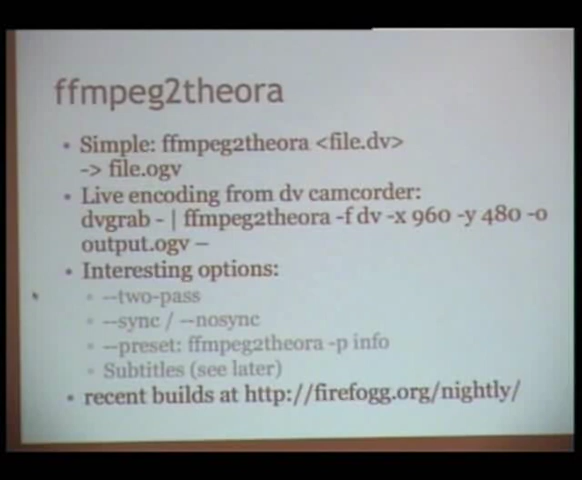 ffmpeg2theora
• Simple: ffmpeg2theora <file.dv>
-> file.ogv
• Live encoding from dv camcorder:
dvgrab - | ffmpeg2theora -f dv -x 960 -y 480 -o
output.ogv –
• Interesting options:
• --two-pass
• --sync / --nosync
• --preset: ffmpeg2theora -p info
• Subtitles (see later)
• recent builds at http://firefogg.org/nightly/